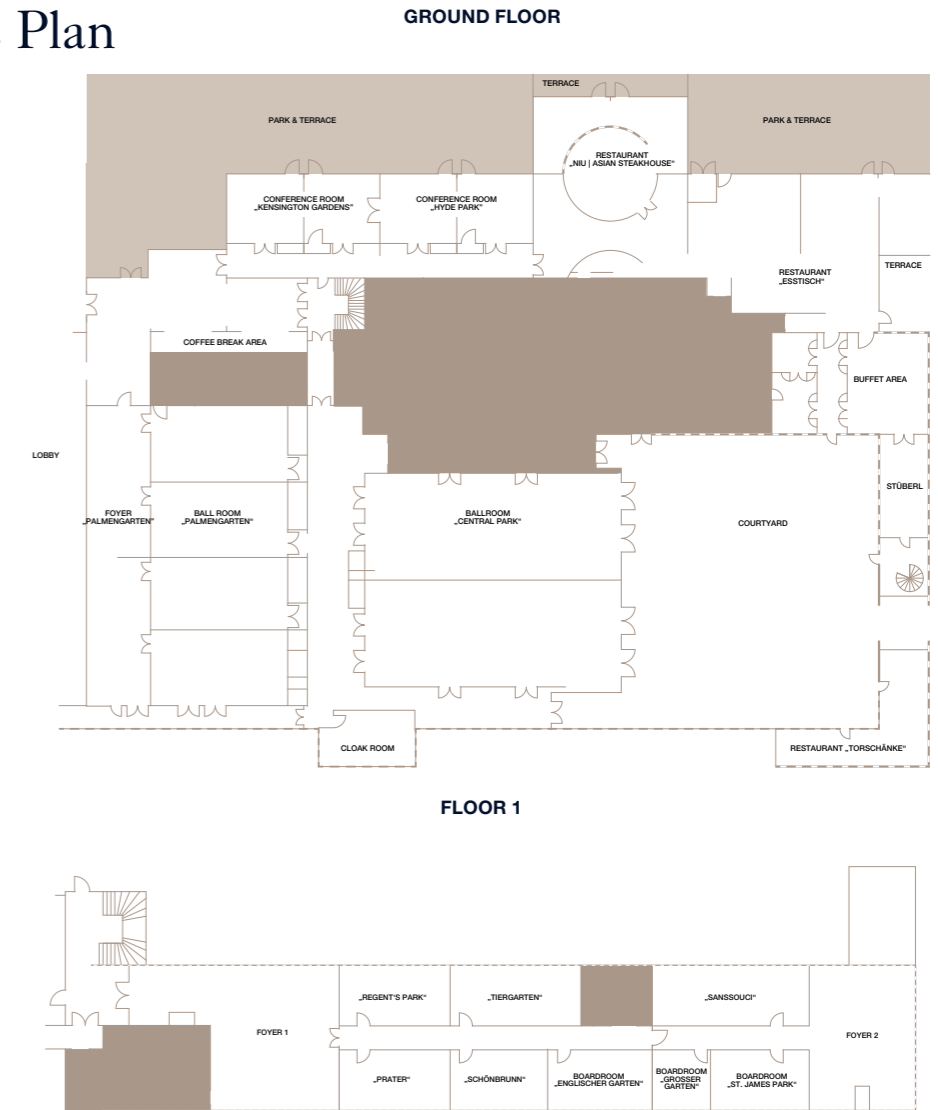 Plan
GROUND FLOOR
TERRACE
PARK & TERRACE
PARK & TERRACE
RESTAURANT
„NIU | ASIAN STEAKHOUSE“
CONFERENCE ROOM
„KENSINGTON GARDENS“
CONFERENCE ROOM
„HYDE PARK“
TERRACE
RESTAURANT
„ESSTISCH“
COFFEE BREAK AREA
BUFFET AREA
LOBBY
STÜBERL
FOYER
„PALMENGARTEN“
BALL ROOM
„PALMENGARTEN“
BALLROOM
„CENTRAL PARK“
COURTYARD
CLOAK ROOM
RESTAURANT „TORSCHÄNKE“
FLOOR 1
„REGENT'S PARK“
„TIERGARTEN“
„SANSSOUCI“
FOYER 1
FOYER 2
„PRATER“
„SCHÖNBRUNN“
BOARDROOM
„ENGLISCHER GARTEN“
BOARDROOM
„GROSSER
GARTEN“
BOARDROOM
„ST. JAMES PARK“